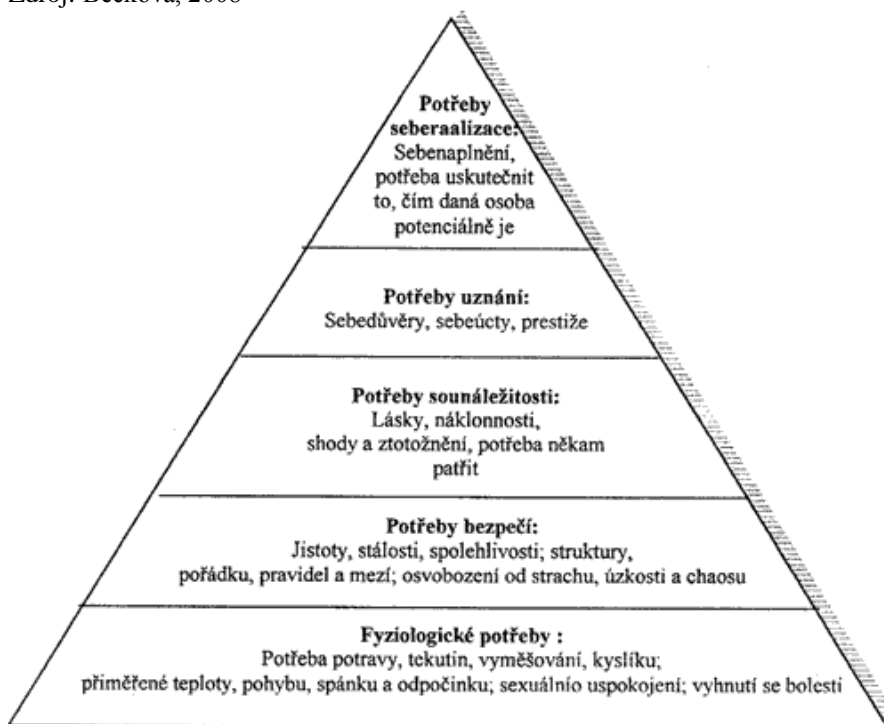 Potřeby
seberaalizace:
Sebenaplnění,
potřeba uskutečnit
to, čím daná osoba
potenciálně je
Potřeby uznání:
Sebedůvěry, sebeúcty, prestiže
Potřeby sounáležitosti:
Lásky, náklonnosti,
shody a ztotožnění, potřeba někam
patřit
Potřeby bezpečí:
Jistoty, stálosti, spolehlivosti; struktury,
pořádku, pravidel a mezí; osvobození od strachu, úzkosti a chaosu
Fyziologické potřeby :
Potřeba potravy, tekutin, vyměšování, kyslíku;
přiměřené teploty, pohybu, spánku a odpočinku; sexuálnío uspokojení; vyhnutí se bolesti